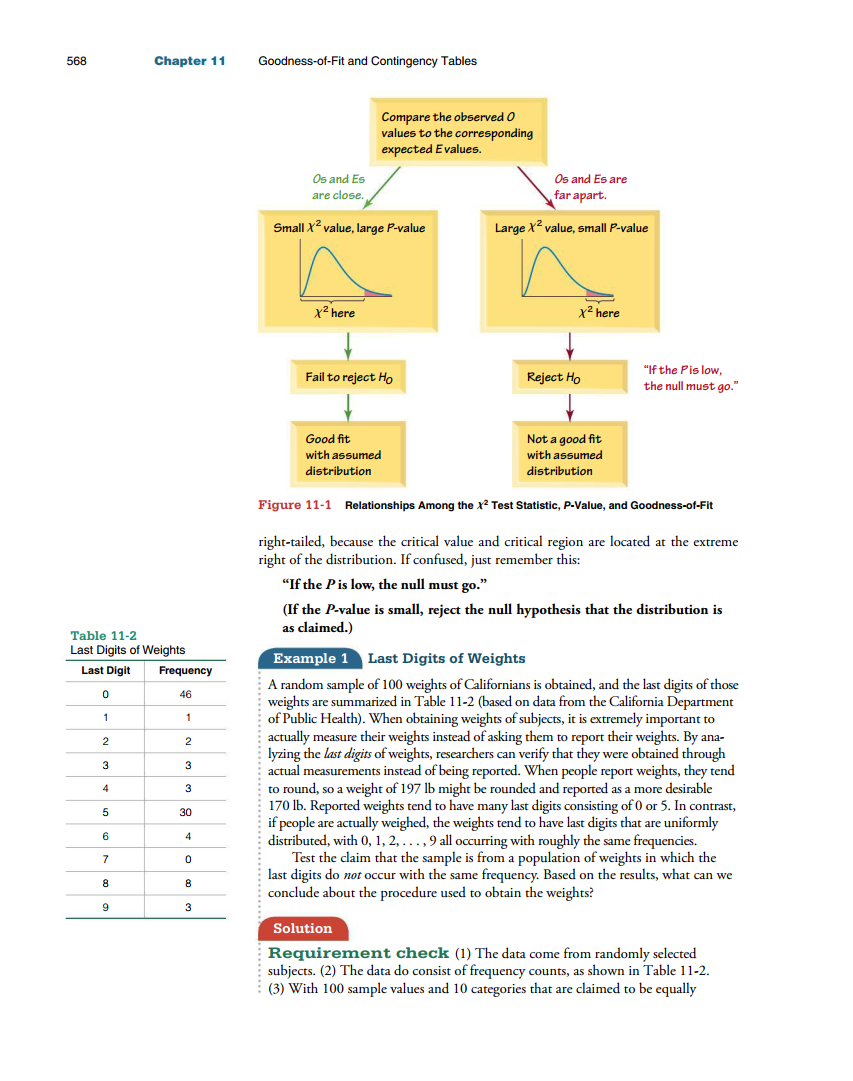 568 Chapter 11 Goodness-of-Fit and Contingency Tables
Compare the observed O
values to the corresponding
expected E values.
Os and Es
are close.
Os and Es are
far apart.
Small χ² value, large P-value
χ² here
Large χ² value, small P-value
χ² here
Fail to reject H₀
Reject H₀
“If the P is low,
the null must go.”
Good fit
with assumed
distribution
Not a good fit
with assumed
distribution
Figure 11-1 Relationships Among the χ² Test Statistic, P-Value, and Goodness-of-Fit
right-tailed, because the critical value and critical region are located at the extreme
right of the distribution. If confused, just remember this:
“If the P is low, the null must go.”
(If the P-value is small, reject the null hypothesis that the distribution is
as claimed.)
Table 11-2
Last Digits of Weights
Last Digit Frequency
0 46
1 1
2 2
3 3
4 3
5 30
6 4
7 0
8 8
9 3
Example 1 Last Digits of Weights
A random sample of 100 weights of Californians is obtained, and the last digits of those
weights are summarized in Table 11-2 (based on data from the California Department
of Public Health). When obtaining weights of subjects, it is extremely important to
actually measure their weights instead of asking them to report their weights. By ana-
lyzing the last digits of weights, researchers can verify that they were obtained through
actual measurements instead of being reported. When people report weights, they tend
to round, so a weight of 197 lb might be rounded and reported as a more desirable
170 lb. Reported weights tend to have many last digits consisting of 0 or 5. In contrast,
if people are actually weighed, the weights tend to have last digits that are uniformly
distributed, with 0, 1, 2, . . . , 9 all occurring with roughly the same frequencies.
Test the claim that the sample is from a population of weights in which the
last digits do not occur with the same frequency. Based on the results, what can we
conclude about the procedure used to obtain the weights?
Solution
Requirement check (1) The data come from randomly selected
subjects. (2) The data do consist of frequency counts, as shown in Table 11-2.
(3) With 100 sample values and 10 categories that are claimed to be equally